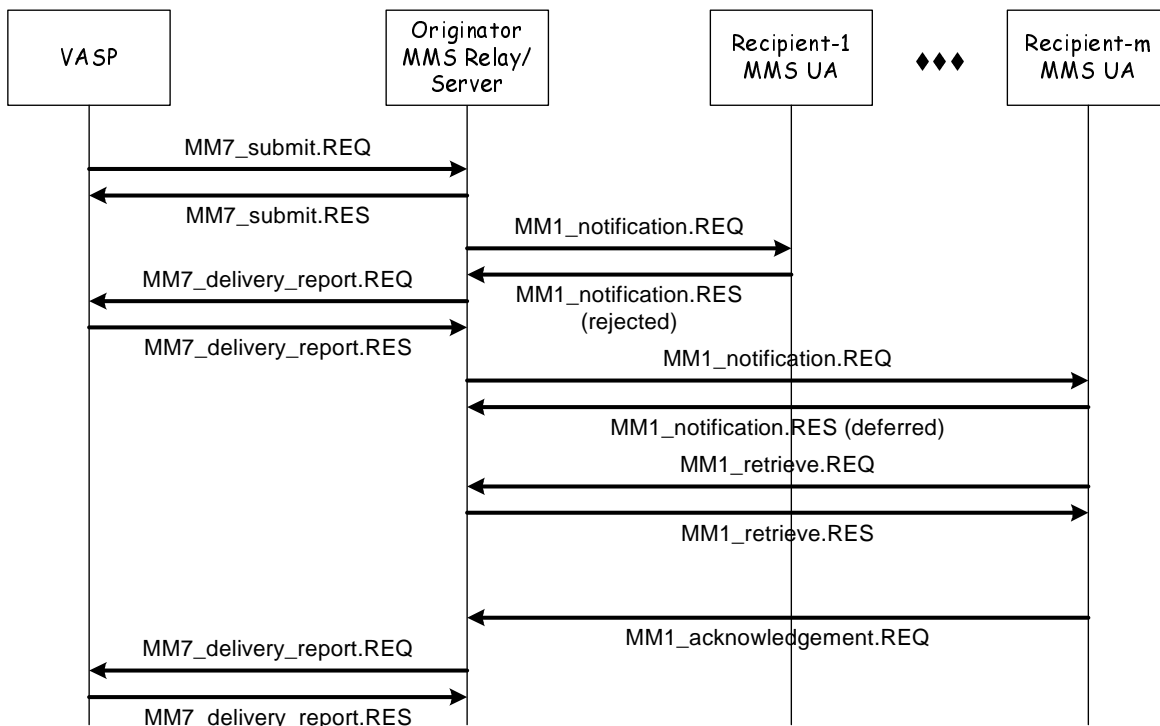 VASP
Originator
MMS Relay/
Server
Recipient-1
MMS UA
Recipient-m
MMS UA
MM7_submit.REQ
MM7_submit.RES
MM1_notification.REQ
MM7_delivery_report.REQ
MM1_notification.RES
(rejected)
MM7_delivery_report.RES
MM1_notification.REQ
MM1_notification.RES (deferred)
MM1_retrieve.REQ
MM1_retrieve.RES
MM1_acknowledgement.REQ
MM7_delivery_report.REQ
MM7_delivery_report.RES